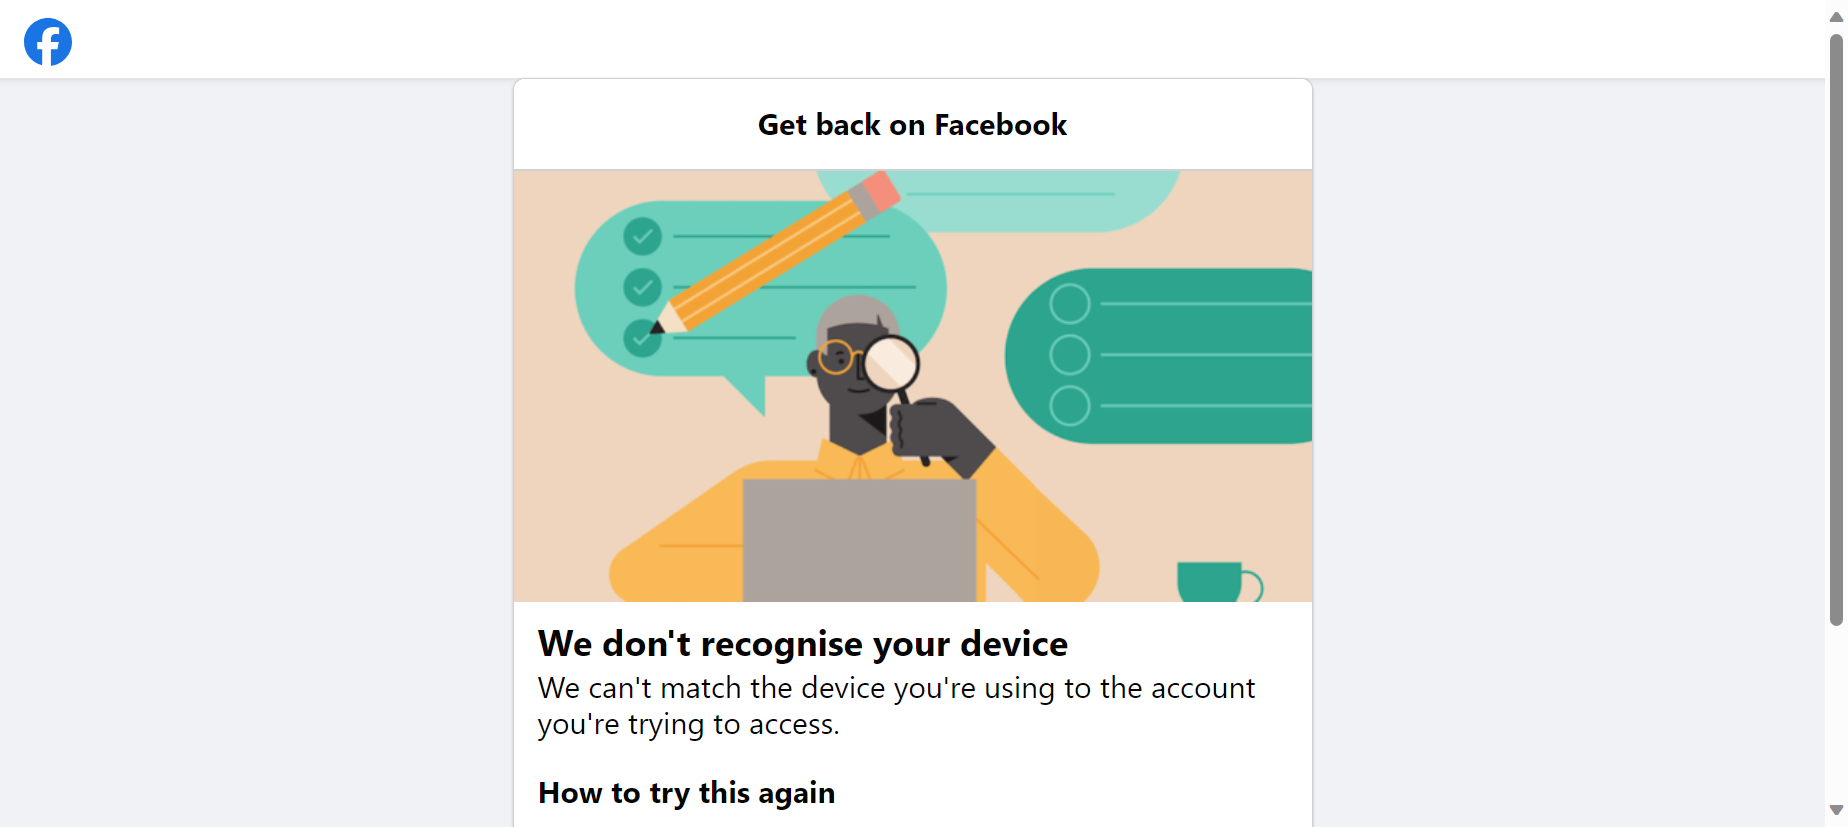 Get back on Facebook
We don't recognise your device
We can't match the device you're using to the account
you're trying to access.
How to try this again